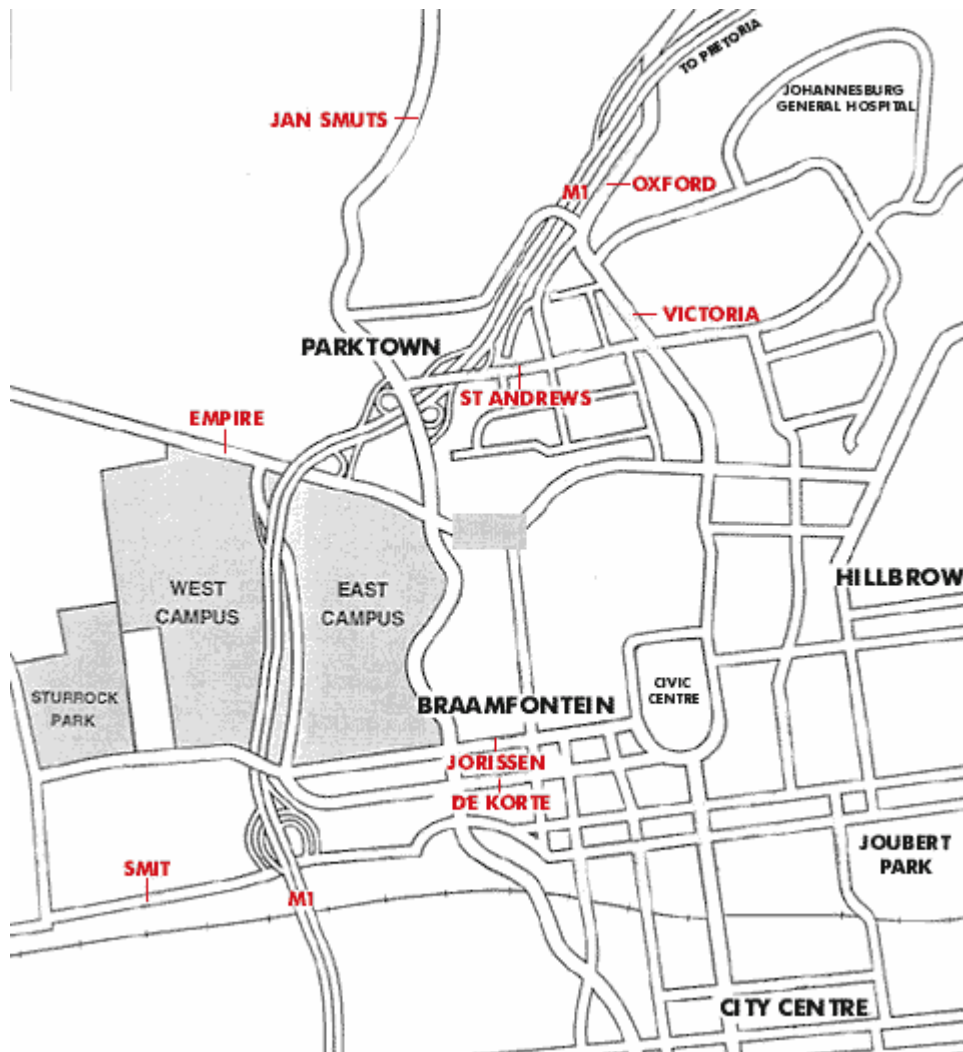 TO PRETORIA
JOHANNESBURG
GENERAL HOSPITAL
JAN SMUTS
M1
OXFORD
VICTORIA
PARKTOWN
ST ANDREWS
EMPIRE
WEST
CAMPUS
EAST
CAMPUS
HILLBROW
STURROCK
PARK
CIVIC
CENTRE
BRAAMFONTEIN
JORISSEN
DE KORTE
JOUBERT
PARK
SMIT
M1
CITY CENTRE